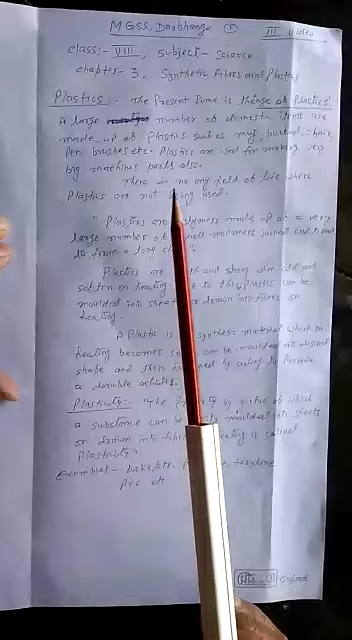 MGSS, Darbhanga ① III Video
Class:- VIII, Subject- Science
Chapter- 3, Synthetic Fibres and Plastics
Plastics:- The Present time is the age of Plastics.
A large number of domestic items are
made up of Plastics such as mug, bucket, chair,
Pen brushes etc. Plastics are used for making very
big machines parts also.
There is no any field of life where
Plastics are not being used.
"Plastics are made up of a very
large number of small monomers joined end to end
to form a long
Plastics are and strong when cold and
soften on heating. to this, Plastics can be
moulded into or drawn into fibres on
heating.
A Plastic is synthetic material which on
heating becomes can be moulded into desired
shape and then by cooling to Provide
a durable articles.
Plasticity:- "The by virtue of which
a substance can be moulded into sheets
or drawn into heating is called
Plasticity"
Examples - terylene
PVC etc
Oxford